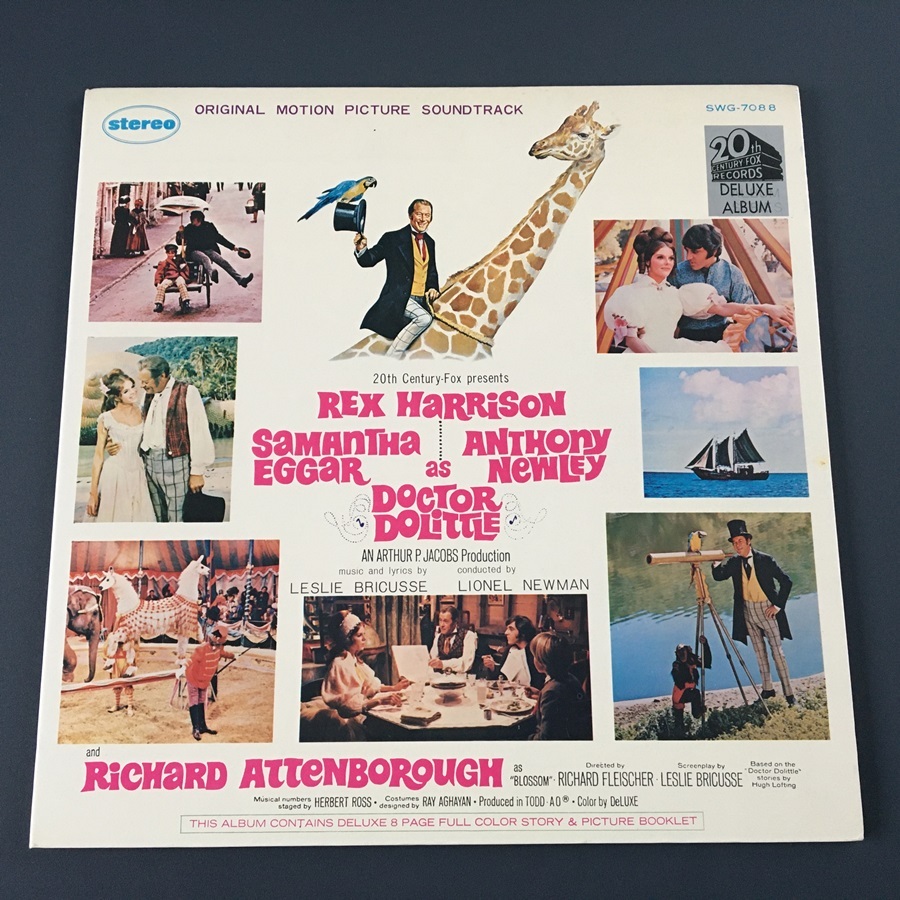 stereo
ORIGINAL MOTION PICTURE SOUNDTRACK
SWG-7088
20th
CENTURY FOX
RECORDS
DELUXE
ALBUM
20th Century-Fox presents
REX HARRISON
SAMANTHA EGGAR
ANTHONY NEWLEY
as
DOCTOR
DOLITTLE
AN ARTHUR P. JACOBS Production
music and lyrics by
LESLIE BRICUSSE
conducted by
LIONEL NEWMAN
and
RICHARD ATTENBOROUGH
as
"BLOSSOM" ·
Directed by
RICHARD FLEISCHER ·
Screenplay by
LESLIE BRICUSSE
Based on the
"Doctor Dolittle"
stories by
Hugh Lofting
Musical numbers
staged by HERBERT ROSS •
Costumes
designed by RAY AGHAYAN • Produced in TODD-AO® • Color by DeLUXE
THIS ALBUM CONTAINS DELUXE 8 PAGE FULL COLOR STORY & PICTURE BOOKLET